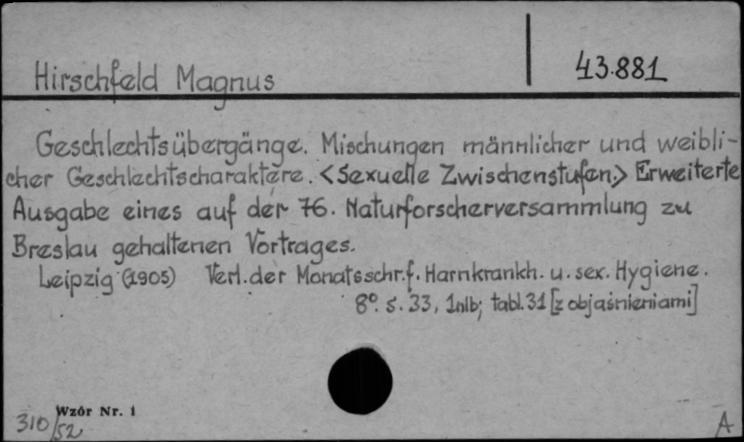 43.881
Hirschfeld Magnus
Geschlechtsübergänge. Mischungen männlicher und weibli-
cher Geschlechtscharaktere. <Sexuelle Zwischenstufen.> Erweiterte
Ausgabe eines auf der 76. Naturforscherversammlung zu
Breslau gehaltenen Vortrages.
Leipzig (1905) Verl. der Monatsschr. f. Harnkrankh. u. sex. Hygiene.
8º. s. 33, 1nlb; tabl. 31 [z objaśnieniami]
Wzór Nr. 1
310/52
A